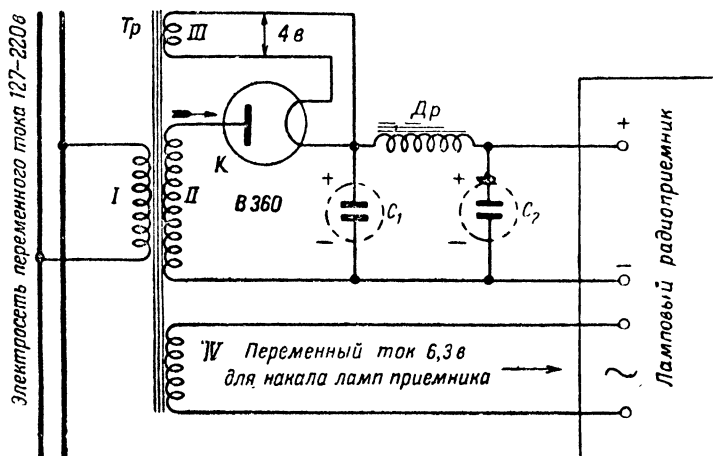 Электросеть переменного тока 127-220в
Тр
III
4 в
I
II
К
В 360
Др
+
+
+
C₁
C₂
–
–
–
IV
Переменный ток 6,3 в
для накала ламп приемника
~
Ламповый радиоприемник